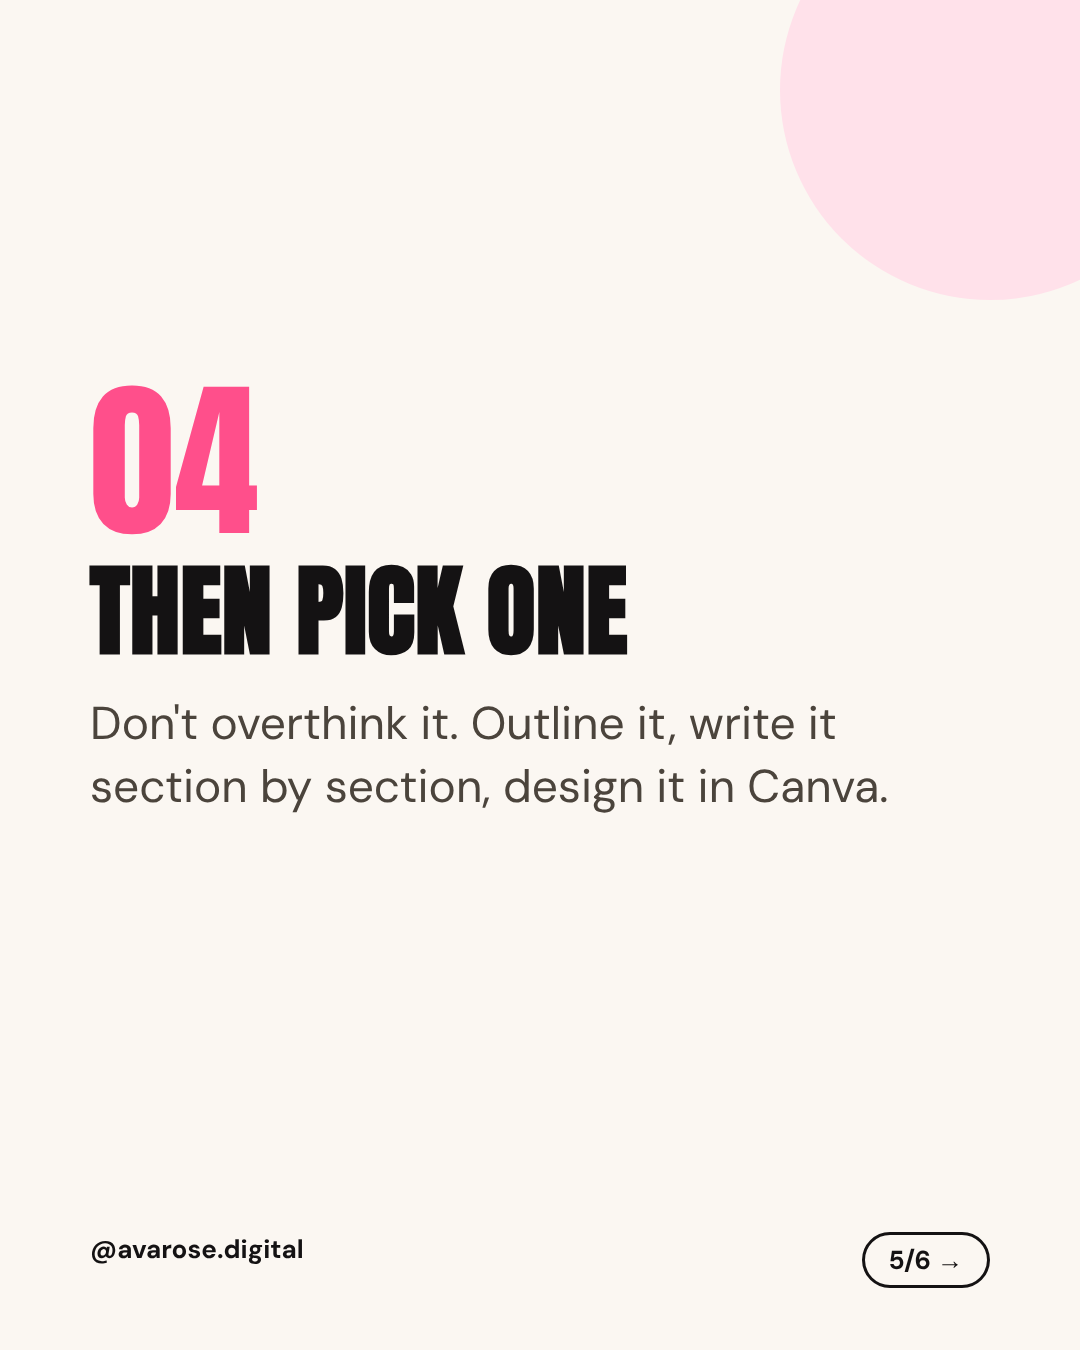 04
THEN PICK ONE
Don't overthink it. Outline it, write it
section by section, design it in Canva.
@avarose.digital
5/6 →